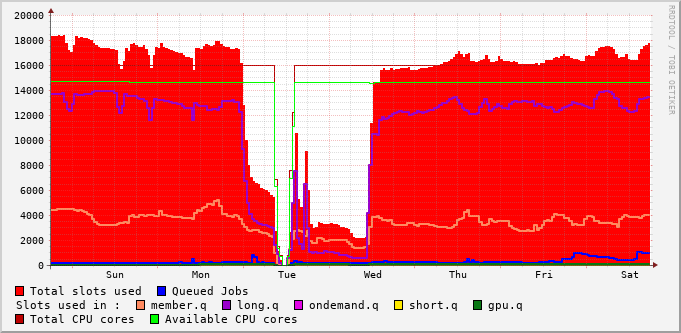 RRDTOOL / TOBI OETIKER
20000
18000
16000
14000
12000
10000
8000
6000
4000
2000
0
Sun Mon Tue Wed Thu Fri Sat
Total slots used Queued Jobs
Slots used in : member.q long.q ondemand.q short.q gpu.q
Total CPU cores Available CPU cores